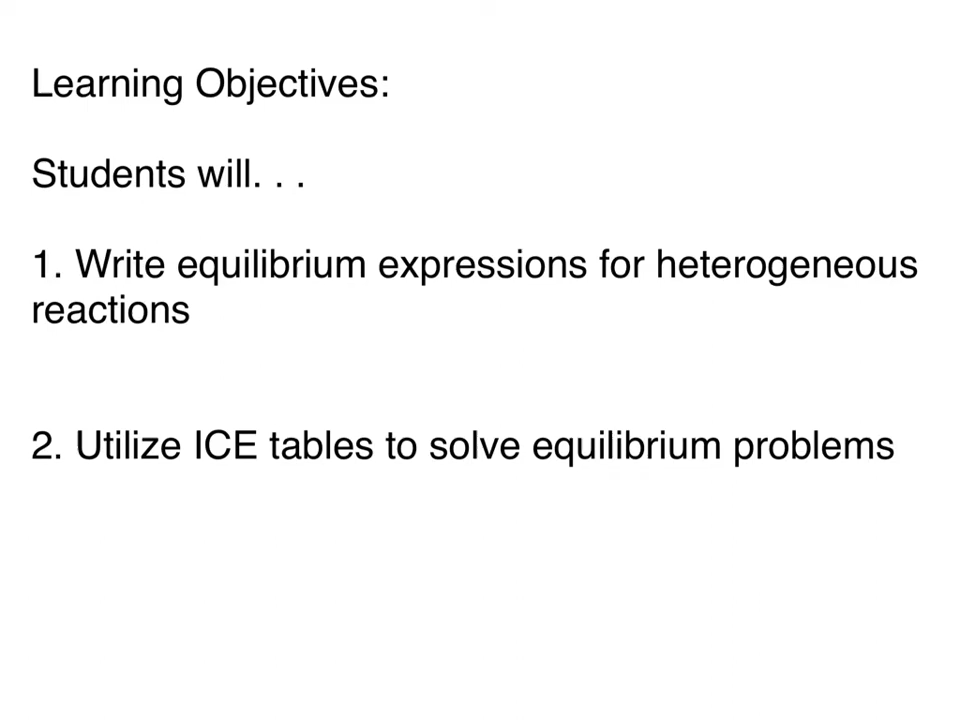 Learning Objectives:
Students will. . .
1. Write equilibrium expressions for heterogeneous
reactions
2. Utilize ICE tables to solve equilibrium problems